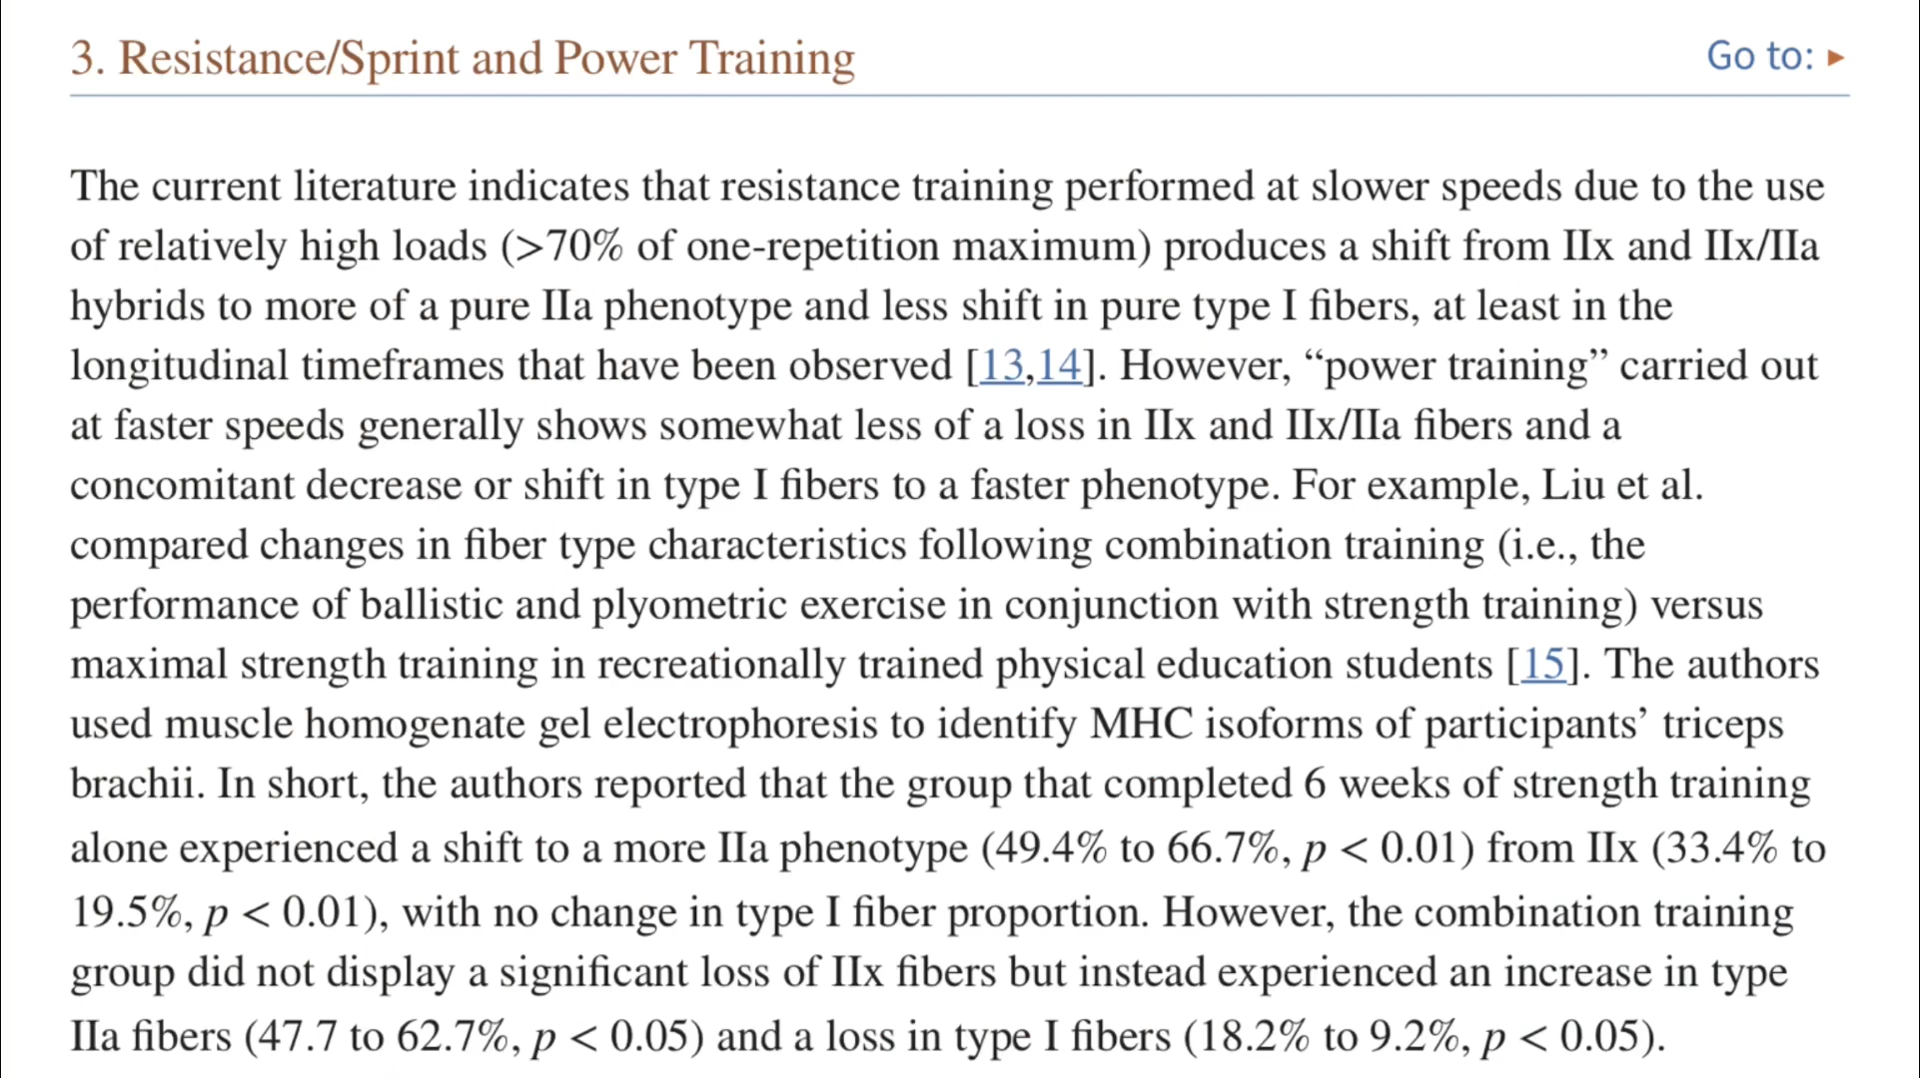 3. Resistance/Sprint and Power Training
Go to: ▸
The current literature indicates that resistance training performed at slower speeds due to the use
of relatively high loads (>70% of one-repetition maximum) produces a shift from IIx and IIx/IIa
hybrids to more of a pure IIa phenotype and less shift in pure type I fibers, at least in the
longitudinal timeframes that have been observed [13,14]. However, “power training” carried out
at faster speeds generally shows somewhat less of a loss in IIx and IIx/IIa fibers and a
concomitant decrease or shift in type I fibers to a faster phenotype. For example, Liu et al.
compared changes in fiber type characteristics following combination training (i.e., the
performance of ballistic and plyometric exercise in conjunction with strength training) versus
maximal strength training in recreationally trained physical education students [15]. The authors
used muscle homogenate gel electrophoresis to identify MHC isoforms of participants’ triceps
brachii. In short, the authors reported that the group that completed 6 weeks of strength training
alone experienced a shift to a more IIa phenotype (49.4% to 66.7%, p < 0.01) from IIx (33.4% to
19.5%, p < 0.01), with no change in type I fiber proportion. However, the combination training
group did not display a significant loss of IIx fibers but instead experienced an increase in type
IIa fibers (47.7 to 62.7%, p < 0.05) and a loss in type I fibers (18.2% to 9.2%, p < 0.05).